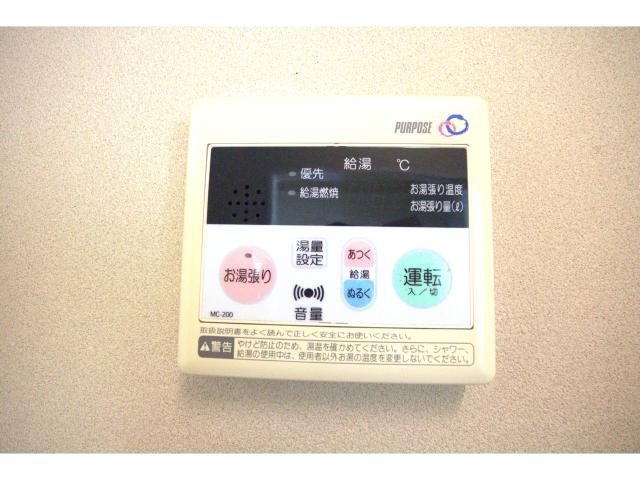 PURPOSE
給湯 ℃
優先
給湯燃焼
お湯張り温度
お湯張り量(ℓ)
お湯張り
湯量
設定
音量
あつく
給湯
ぬるく
運転
入/切
MC-200
取扱説明書をよく読んで正しく安全にお使いください。
警告
やけど防止のため、湯温を確かめてください。さらに、シャワー、
給湯の使用中は、使用者以外お湯の温度を変更しないでください。